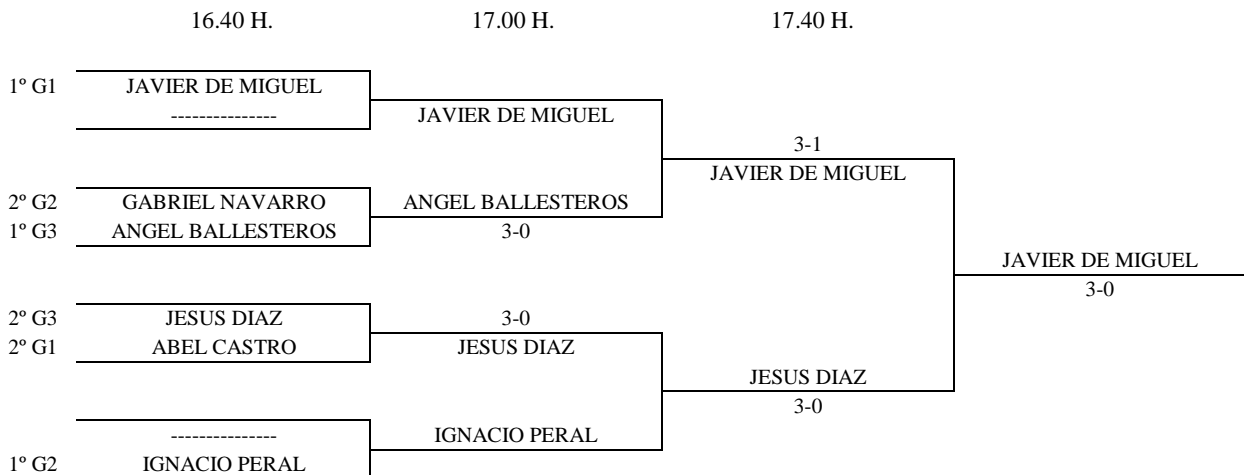 16.40 H. 17.00 H. 17.40 H.
1º G1 JAVIER DE MIGUEL
--------------- JAVIER DE MIGUEL
3-1
JAVIER DE MIGUEL
2º G2 GABRIEL NAVARRO ANGEL BALLESTEROS
1º G3 ANGEL BALLESTEROS 3-0
JAVIER DE MIGUEL
3-0
2º G3 JESUS DIAZ 3-0
2º G1 ABEL CASTRO JESUS DIAZ
JESUS DIAZ
3-0
--------------- IGNACIO PERAL
1º G2 IGNACIO PERAL